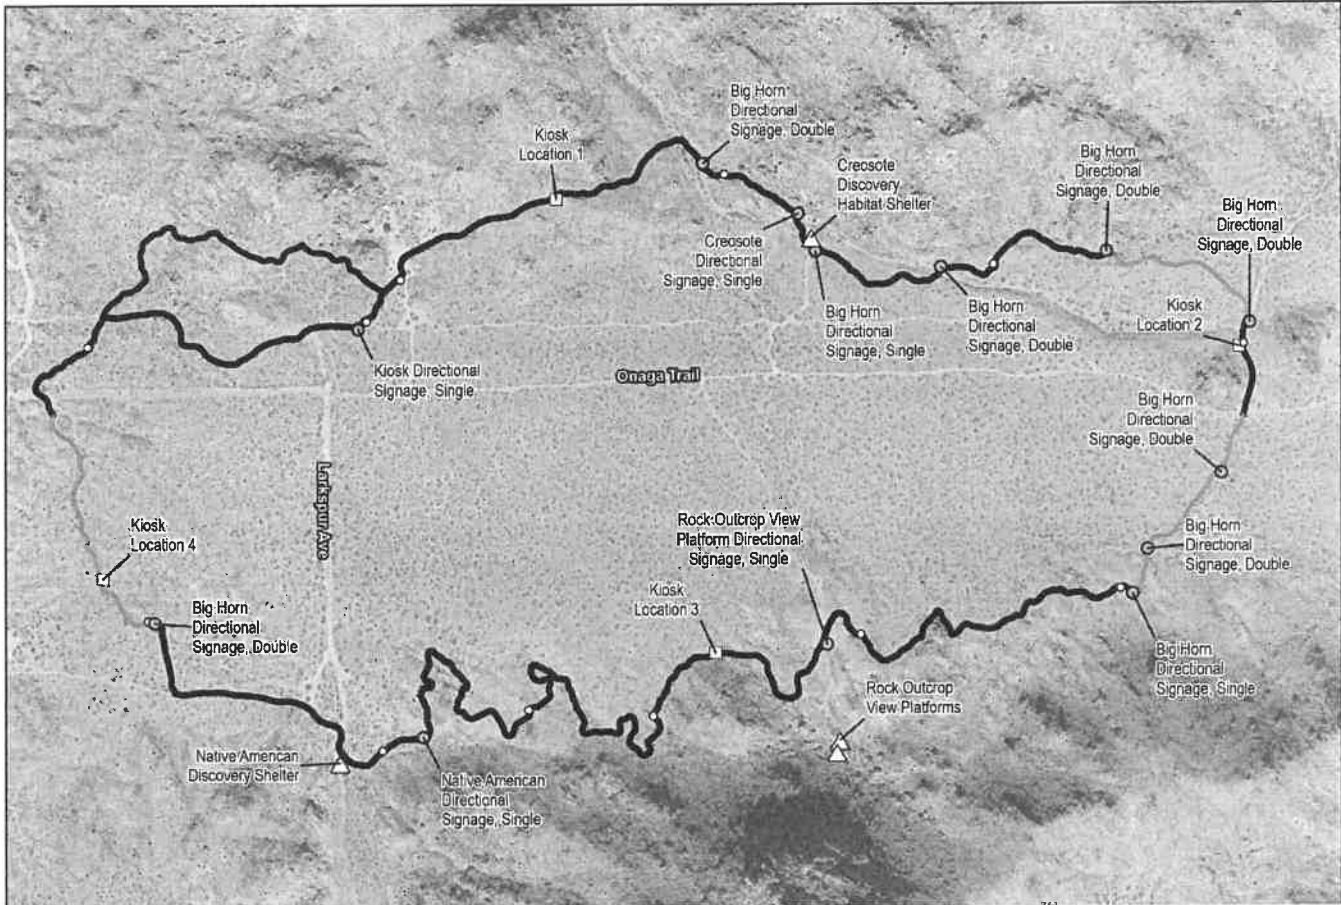 Big Horn
Directional
Signage, Double
Kiosk
Location 1
Creosote
Discovery
Habitat Shelter
Big Horn
Directional
Signage, Double
Big Horn
Directional
Signage, Double
Creosote
Directional
Signage, Single
Big Horn
Directional
Signage, Single
Big Horn
Directional
Signage, Double
Kiosk
Location 2
Kiosk Directional
Signage, Single
Onaga Trail
Big Horn
Directional
Signage, Double
Larkspur Ave
Kiosk
Location 4
Rock Outcrop View
Platform Directional
Signage, Single
Big Horn
Directional
Signage, Double
Kiosk
Location 3
Big Horn
Directional
Signage, Double
Big Horn
Directional
Signage, Single
Rock Outcrop
View Platforms
Native American
Discovery Shelter
Native American
Directional
Signage, Single